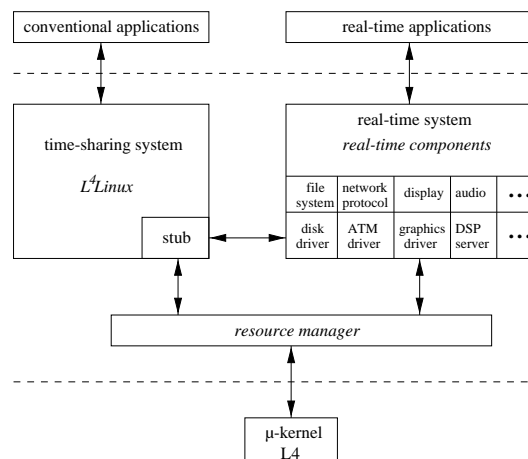 conventional applications
real-time applications
time-sharing system
L⁴Linux
stub
real-time system
real-time components
file system
network protocol
display
audio
...
disk driver
ATM driver
graphics driver
DSP server
...
resource manager
μ-kernel
L4